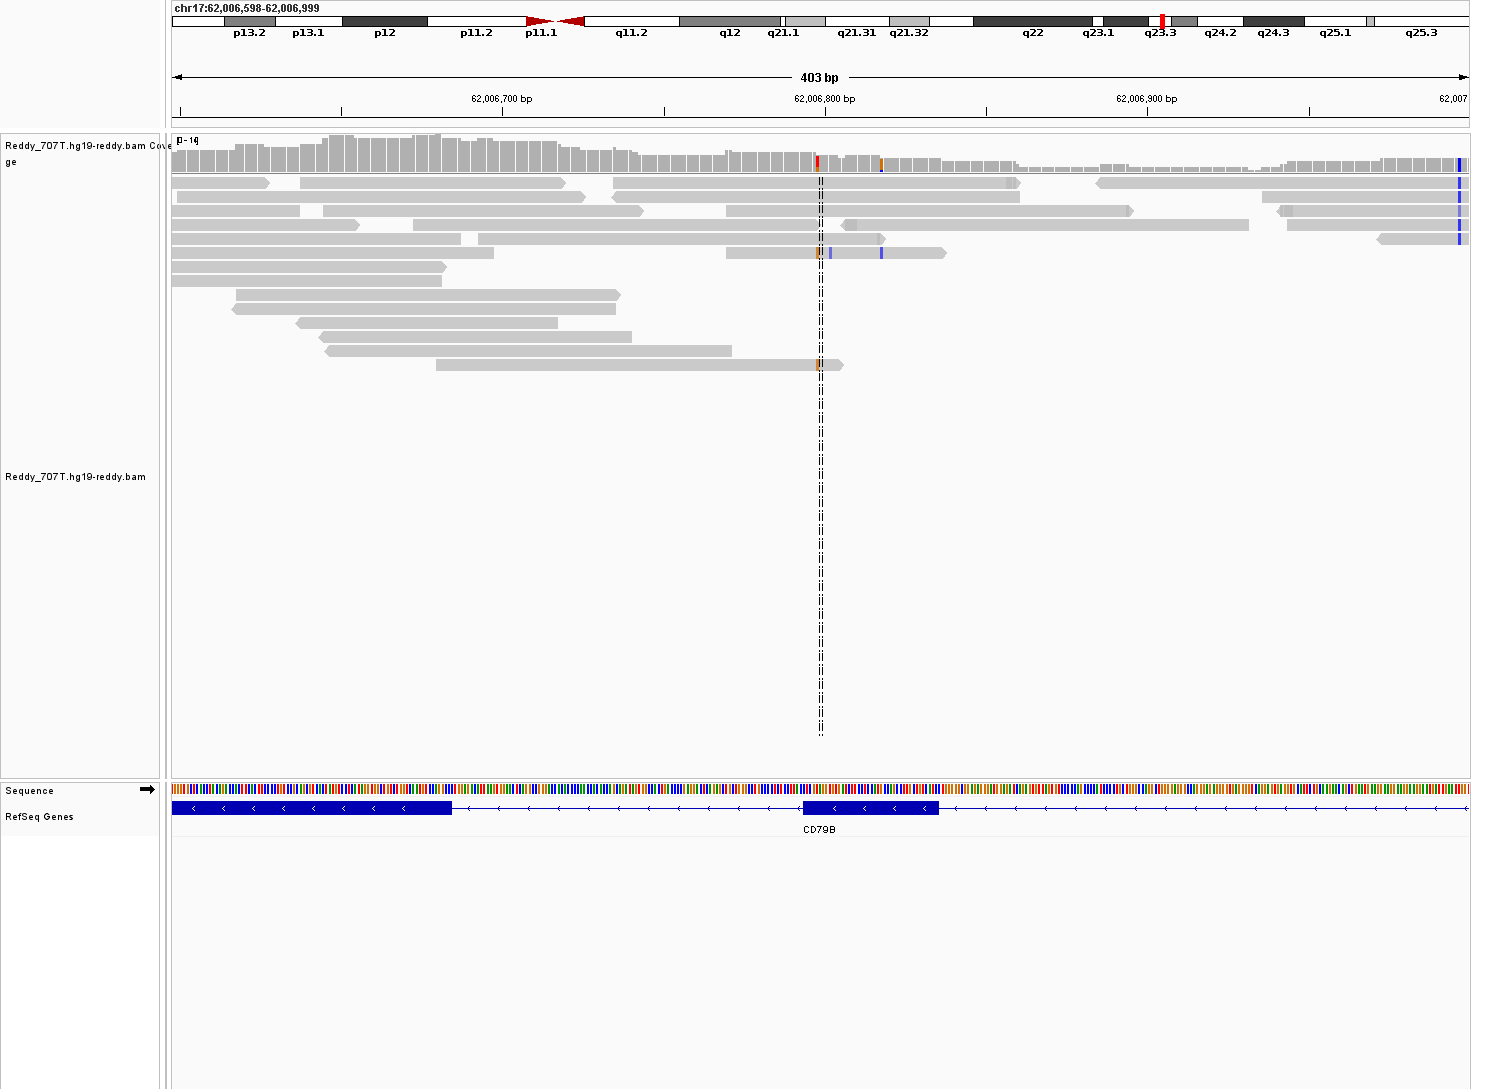 chr17:62,006,598-62,006,999
p13.2 p13.1 p12 p11.2 p11.1 q11.2 q12 q21.1 q21.31 q21.32 q22 q23.1 q23.3 q24.2 q24.3 q25.1 q25.3
403 bp
62,006,700 bp 62,006,800 bp 62,006,900 bp 62,007
Reddy_707T.hg19-reddy.bam Cove
ge
[0 - 14]
Reddy_707T.hg19-reddy.bam
Sequence
RefSeq Genes
CD79B